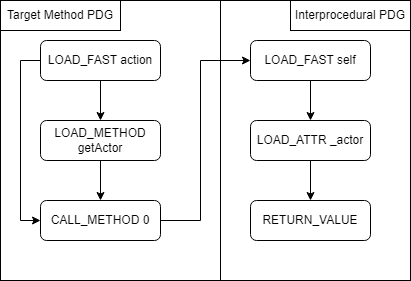 Target Method PDG
Interprocedural PDG
LOAD_FAST action
LOAD_FAST self
LOAD_METHOD
getActor
LOAD_ATTR _actor
CALL_METHOD 0
RETURN_VALUE